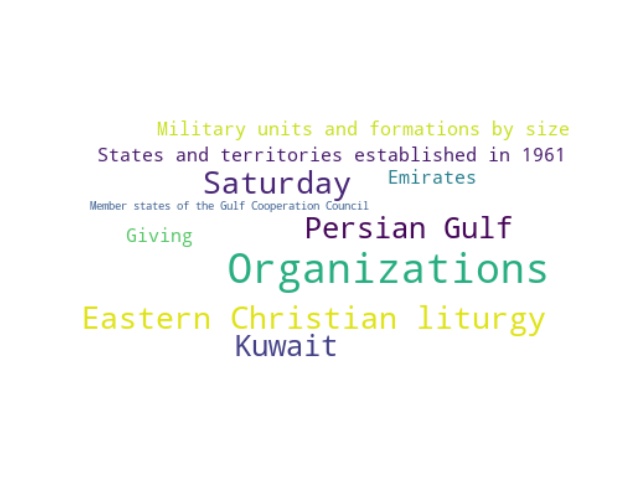 Military units and formations by size
States and territories established in 1961
Saturday
Emirates
Member states of the Gulf Cooperation Council
Persian Gulf
Giving
Organizations
Eastern Christian liturgy
Kuwait